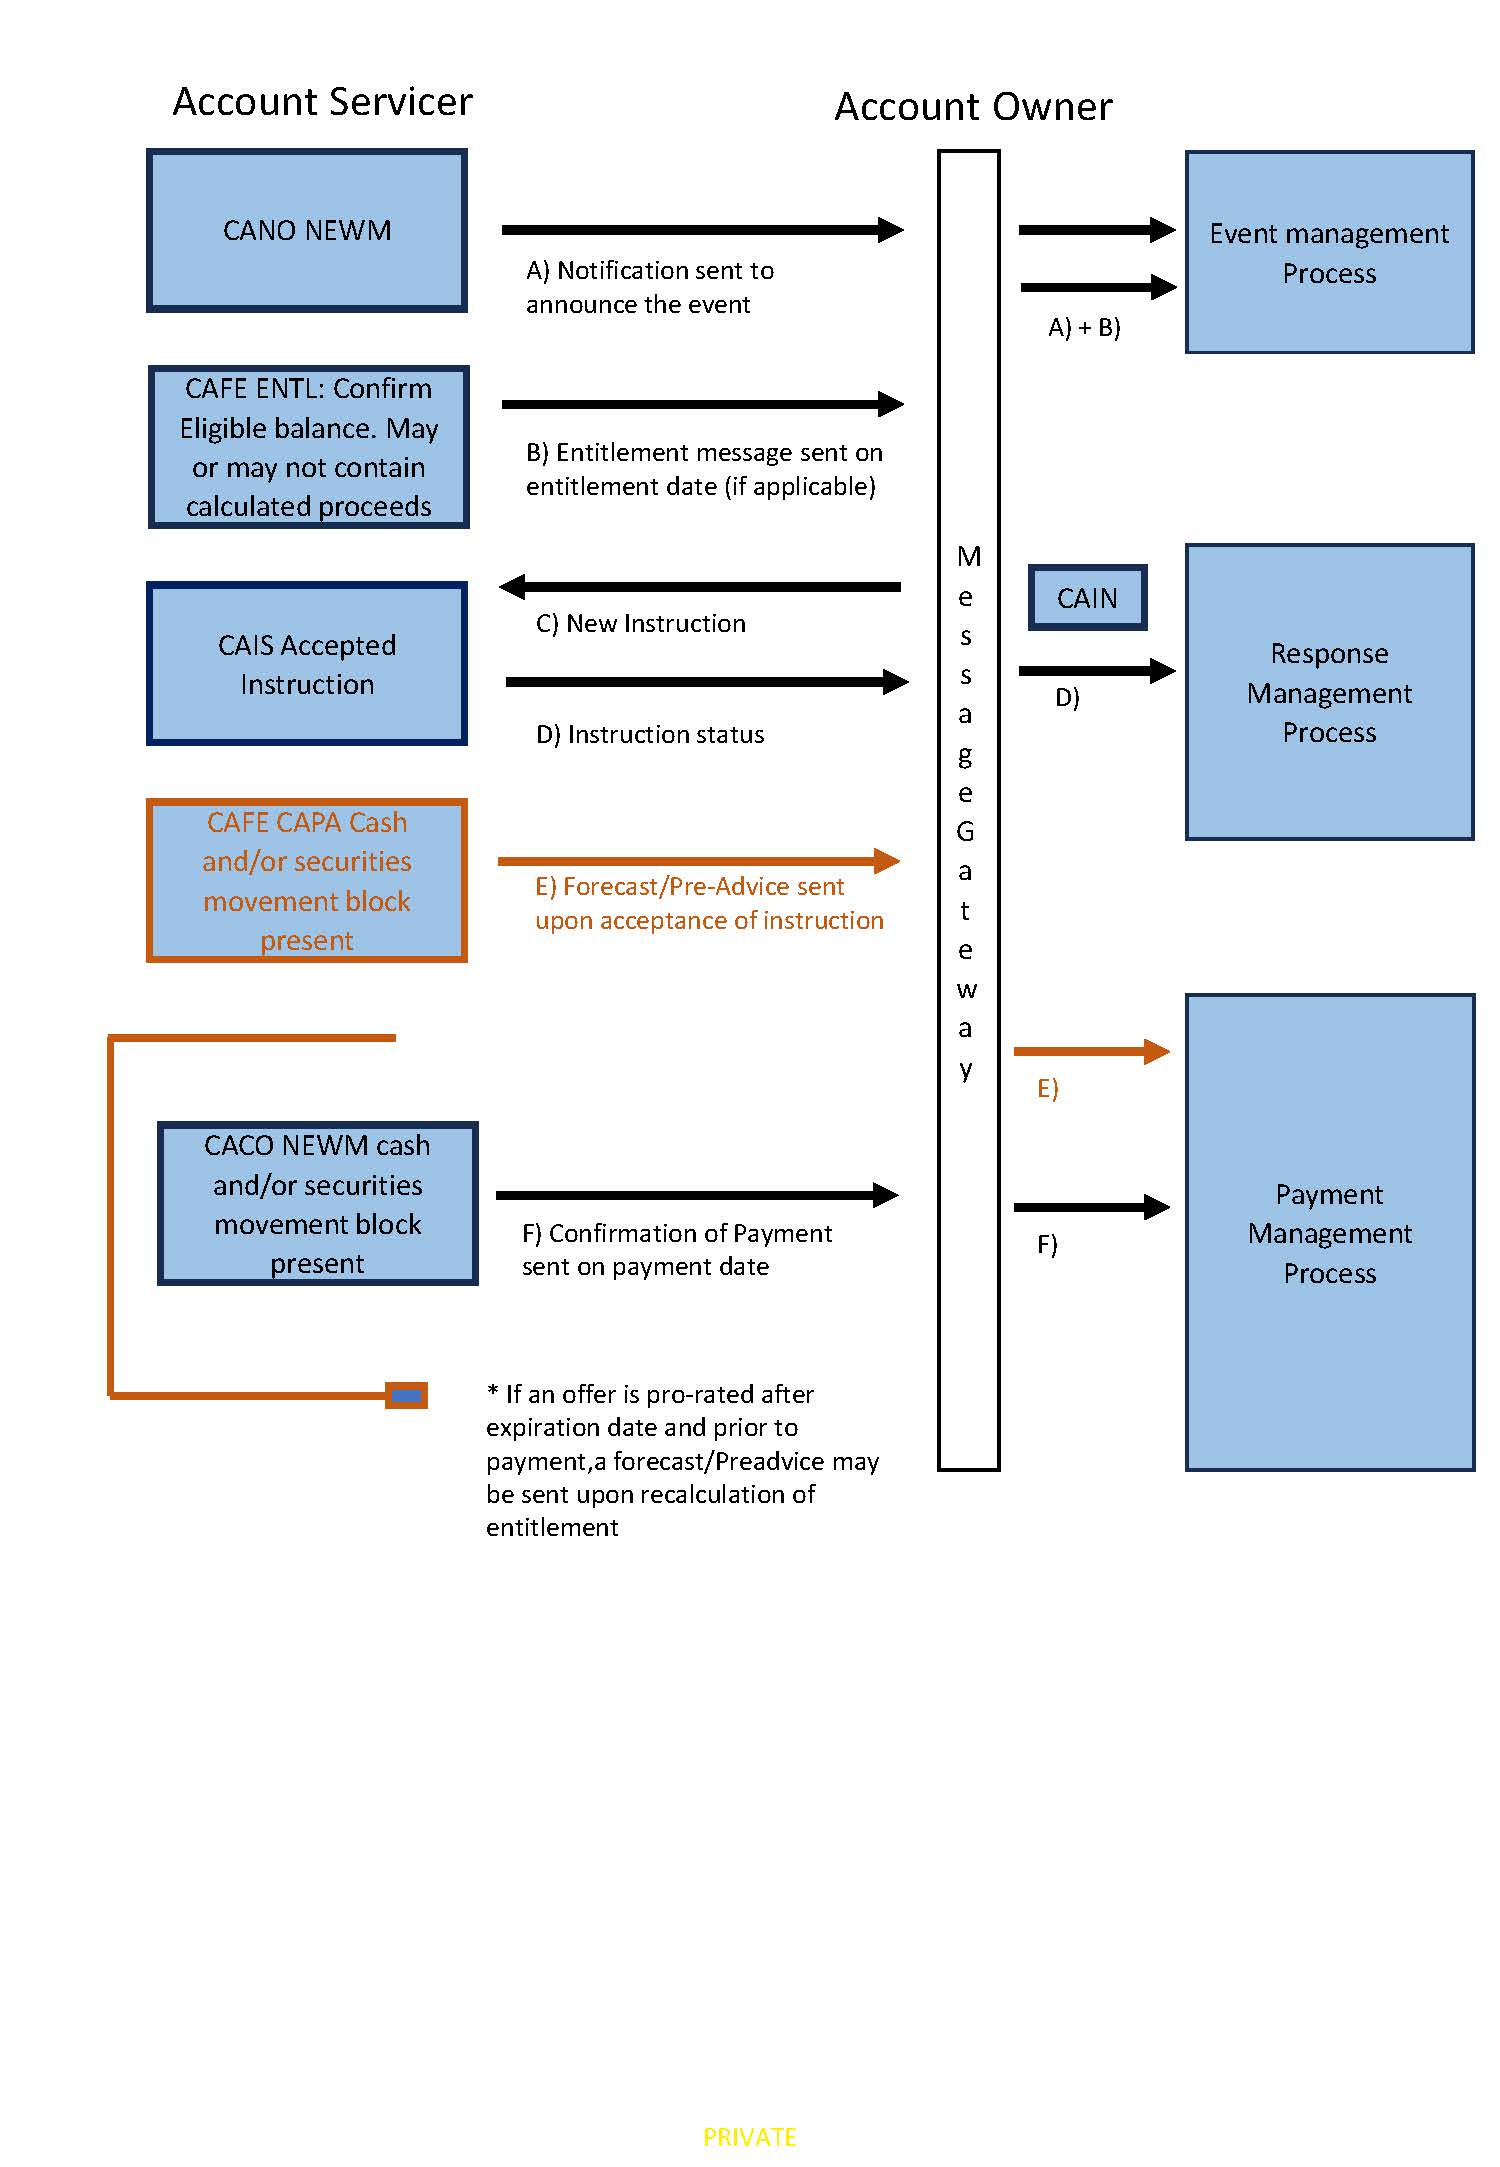 Account Servicer
Account Owner
CANO NEWM
A) Notification sent to
announce the event
A) + B)
Event management
Process
CAFE ENTL: Confirm
Eligible balance. May
or may not contain
calculated proceeds
B) Entitlement message sent on
entitlement date (if applicable)
CAIS Accepted
Instruction
C) New Instruction
D) Instruction status
M
e
s
s
a
g
e
G
a
t
e
w
a
y
CAIN
D)
Response
Management
Process
CAFE CAPA Cash
and/or securities
movement block
present
E) Forecast/Pre-Advice sent
upon acceptance of instruction
E)
CACO NEWM cash
and/or securities
movement block
present
F) Confirmation of Payment
sent on payment date
F)
Payment
Management
Process
* If an offer is pro-rated after
expiration date and prior to
payment,a forecast/Preadvice may
be sent upon recalculation of
entitlement
PRIVATE